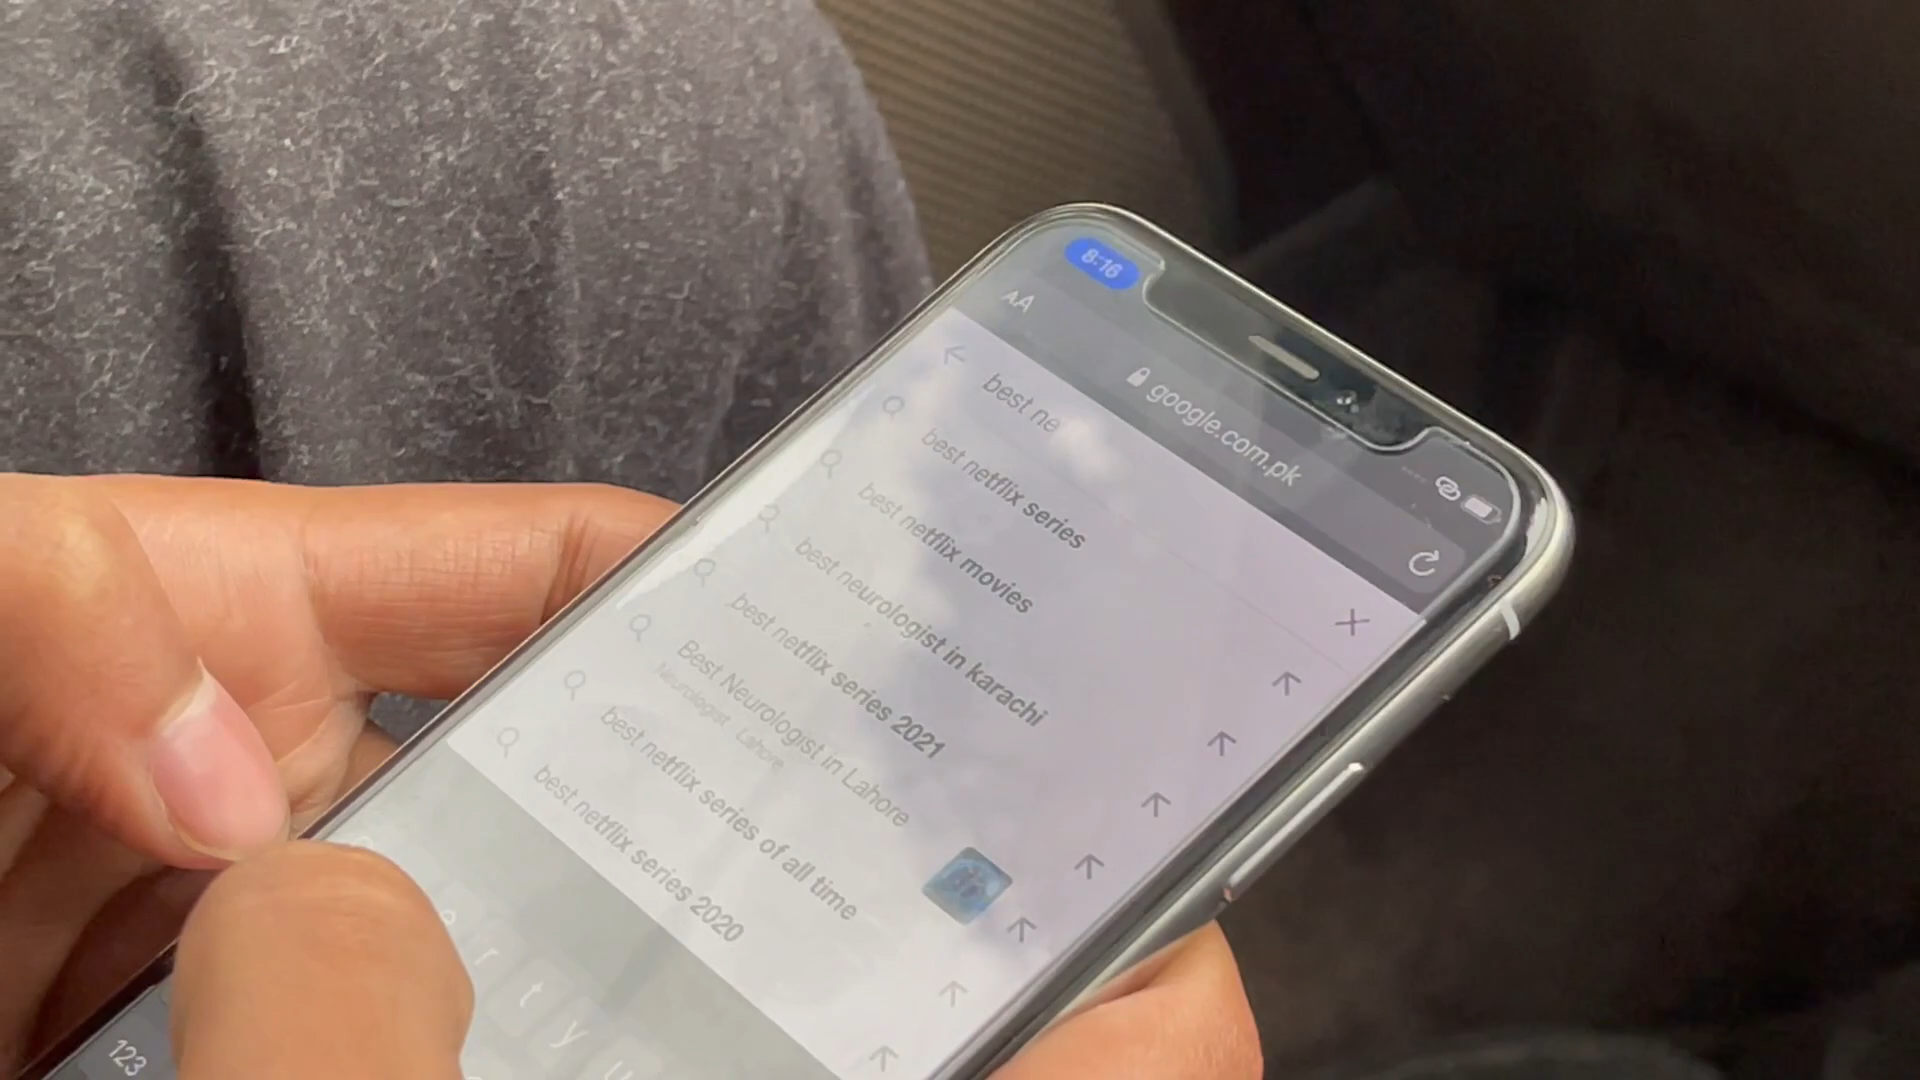 8:16
AA
google.com.pk
best ne
best netflix series
best netflix movies
best neurologist in karachi
best netflix series 2021
Best Neurologist in Lahore
Neurologist Lahore
best netflix series of all time
best netflix series 2020
e r t y u
123